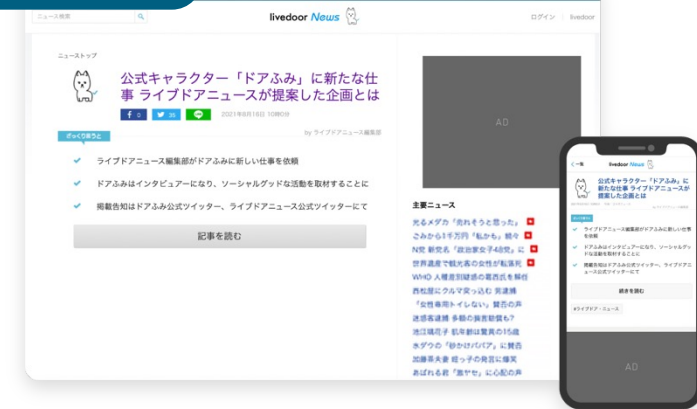 ニュース検索
livedoor News
ログイン | livedoor
ニューストップ
公式キャラクター「ドアふみ」に新たな仕
事 ライブドアニュースが提案した企画とは
f 0
35
2021年8月18日 10時0分
by ライブドアニュース編集部
ざっくり言うと
ライブドアニュース編集部がドアふみに新しい仕事を依頼
ドアふみはインタビュアーになり、ソーシャルグッドな活動を取材することに
掲載告知はドアふみ公式ツイッター、ライブドアニュース公式ツイッターにて
記事を読む
AD
主要ニュース
光るメダカ「売れそうと思った」
ごみから1千万円「私かも」続々
N党 新党名「政治家女子48党」に
世界遺産で観光客の女性が転落死
WHO 人種差別疑惑の葛西氏を解任
西松屋にクルマ突っ込む 男逮捕
「女性専用トイレない」賛否の声
迷惑客逮捕 多額の損害賠償も?
池江璃花子 肌年齢は驚異の15歳
水ダウの「砂かけババア」に賛否
加藤茶夫妻 姪っ子の発言に爆笑
あばれる君「激ヤセ」に心配の声
一覧
livedoor News
公式キャラクター「ドアふみ」に
新たな仕事 ライブドアニュースが
提案した企画とは
ざっくり言うと
ライブドアニュース編集部がドアふみに新しい仕事
を依頼
ドアふみはインタビュアーになり、ソーシャルグッ
ドな活動を取材することに
掲載告知はドアふみ公式ツイッター、ライブドアニ
ュース公式ツイッターにて
続きを読む
#ライブドア・ニュース
AD